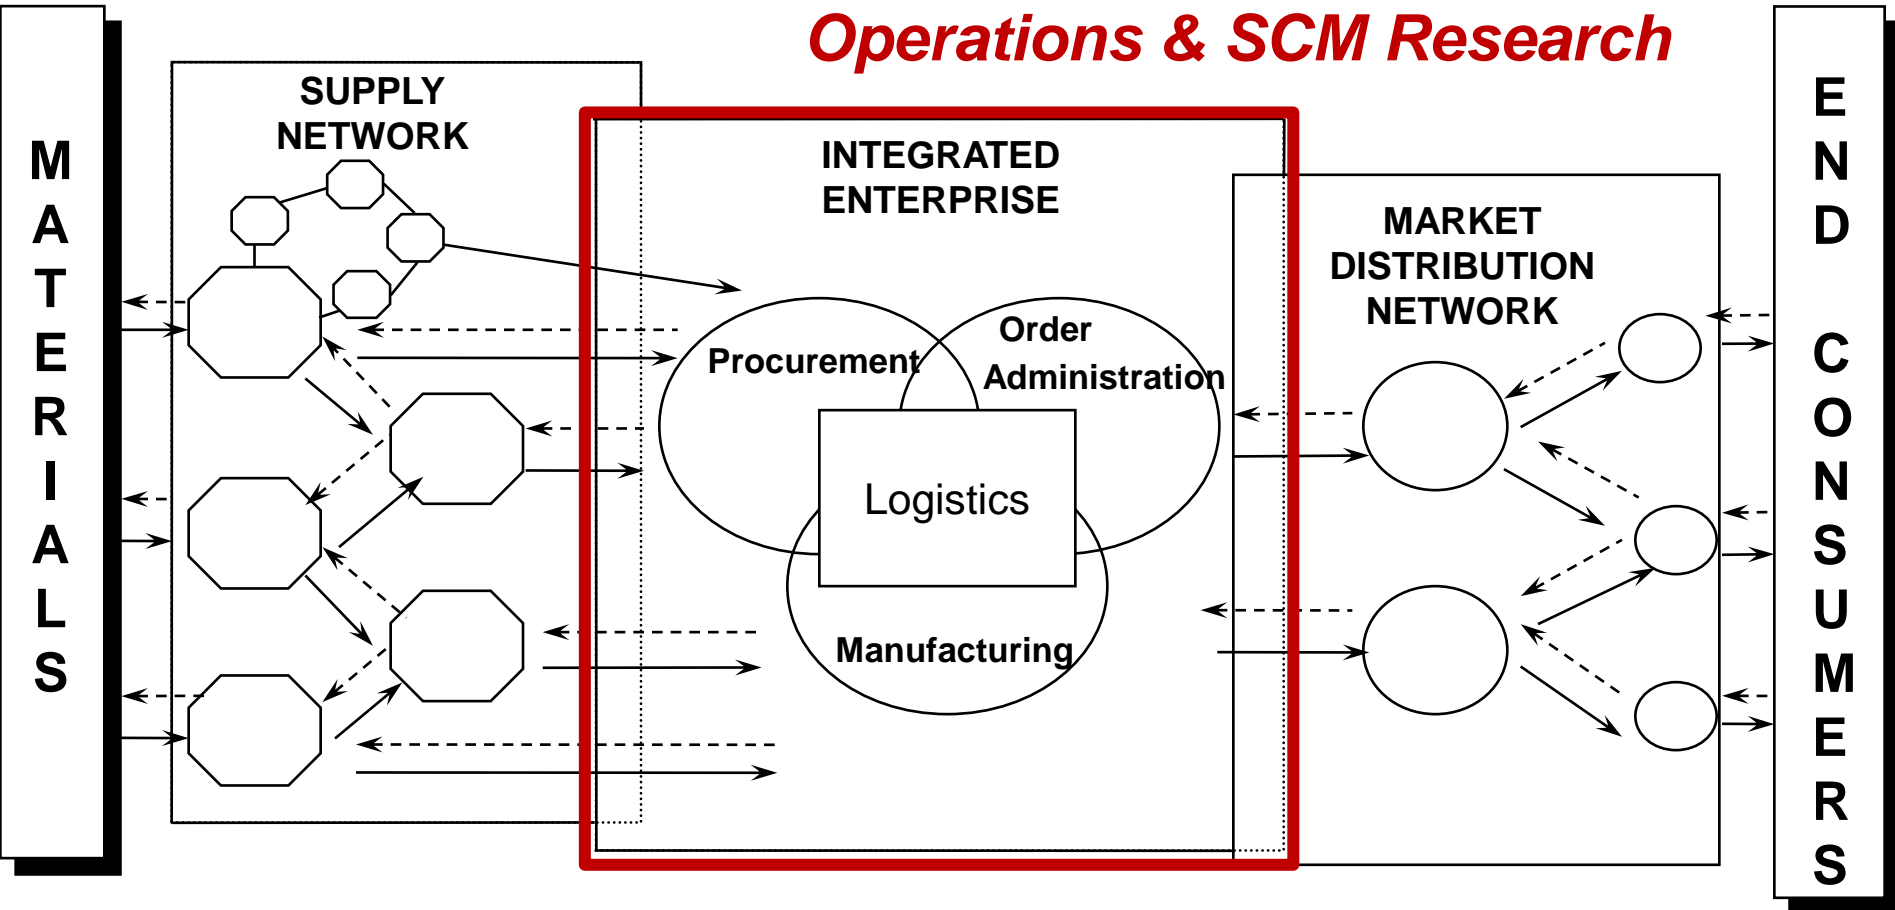 Operations & SCM Research
MATERIALS
SUPPLY
NETWORK
INTEGRATED
ENTERPRISE
Procurement
Order
Administration
Logistics
Manufacturing
MARKET
DISTRIBUTION
NETWORK
END CONSUMERS